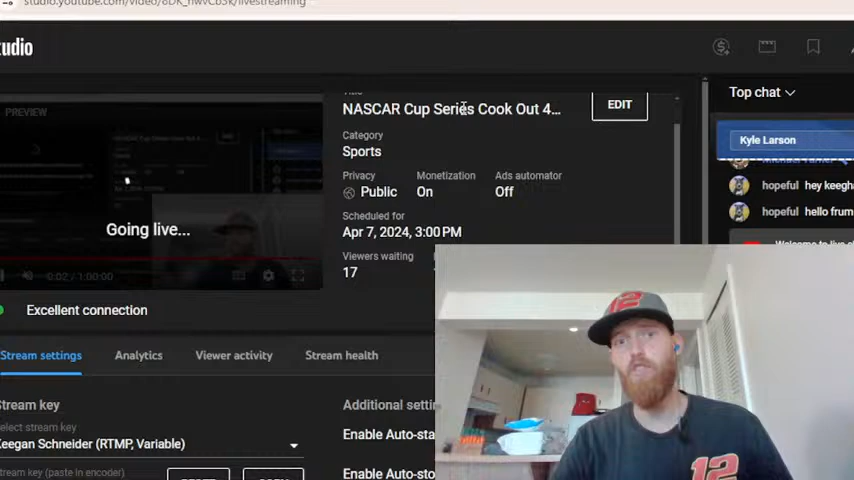 studio.youtube.com/video/8DK_nwvCb3k/livestreaming
tudio
PREVIEW
Going live...
0:02 / 1:00:00
Title
NASCAR Cup Series Cook Out 4...
EDIT
Category
Sports
Privacy
Monetization
Ads automator
Public
On
Off
Scheduled for
Apr 7, 2024, 3:00 PM
Viewers waiting
17
Top chat
Kyle Larson
hopeful hey keegh
hopeful hello frum
Welcome to live c
Excellent connection
Stream settings
Analytics
Viewer activity
Stream health
Stream key
Select stream key
Keegan Schneider (RTMP, Variable)
Stream key (paste in encoder)
Additional setti
Enable Auto-sta
Enable Auto-sto
12
12